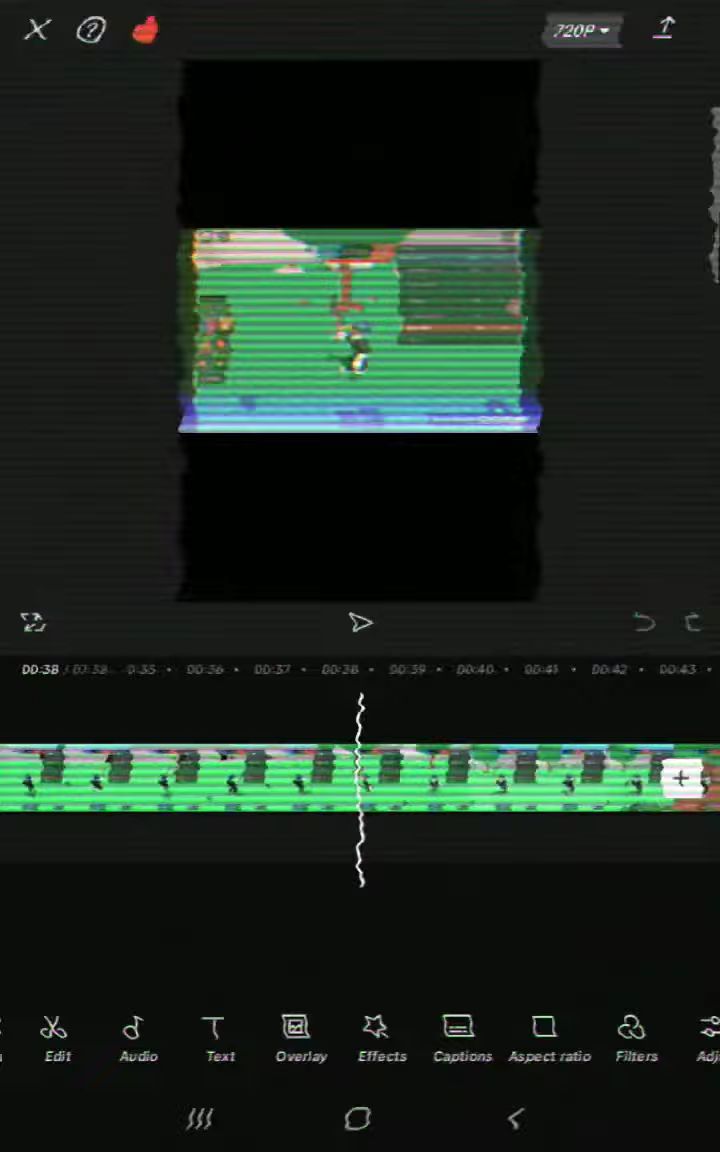 720P
00:38 / 00:35 00:36 00:37 00:38 00:39 00:40 00:41 00:42 00:43
Edit Audio Text Overlay Effects Captions Aspect ratio Filters Adj